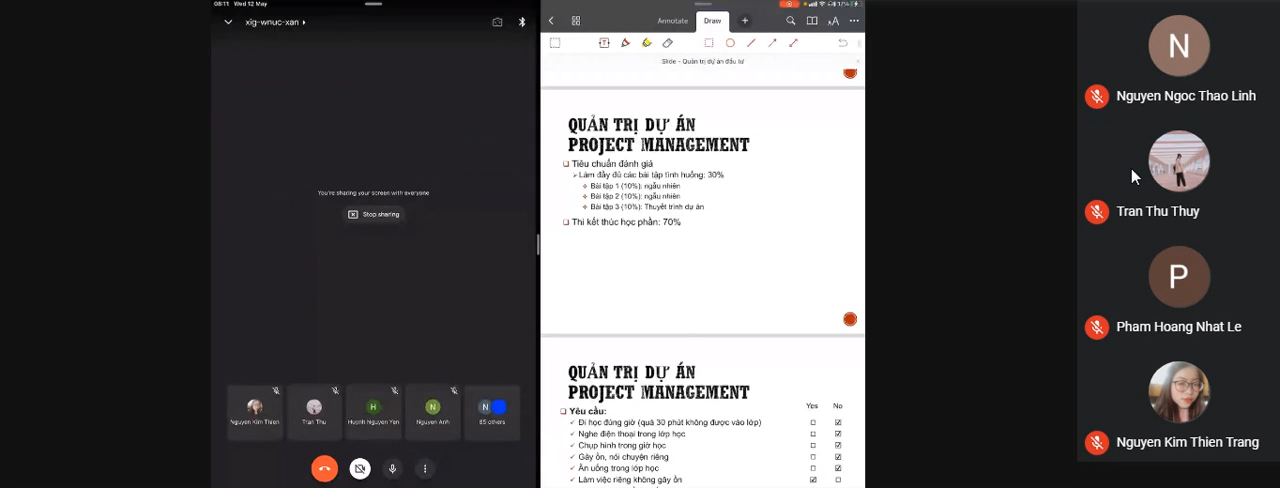 08:11 Wed 12 May
xig-wnuc-xan
You're sharing your screen with everyone
Stop sharing
Nguyen Kim Thien
Tran Thu
H
Huynh Nguyen Yen
N
Nguyen Anh
N
85 others
Annotate
Draw
Slide - Quản trị dự án đầu tư
QUẢN TRỊ DỰ ÁN
PROJECT MANAGEMENT
Tiêu chuẩn đánh giá
Làm đầy đủ các bài tập tình huống: 30%
Bài tập 1 (10%): ngẫu nhiên
Bài tập 2 (10%): ngẫu nhiên
Bài tập 3 (10%): Thuyết trình dự án
Thi kết thúc học phần: 70%
QUẢN TRỊ DỰ ÁN
PROJECT MANAGEMENT
Yes No
Yêu cầu:
Đi học đúng giờ (quá 30 phút không được vào lớp)
Nghe điện thoại trong lớp học
Chụp hình trong giờ học
Gây ồn, nói chuyện riêng
Ăn uống trong lớp học
Làm việc riêng không gây ồn
N
Nguyen Ngoc Thao Linh
Tran Thu Thuy
P
Pham Hoang Nhat Le
Nguyen Kim Thien Trang